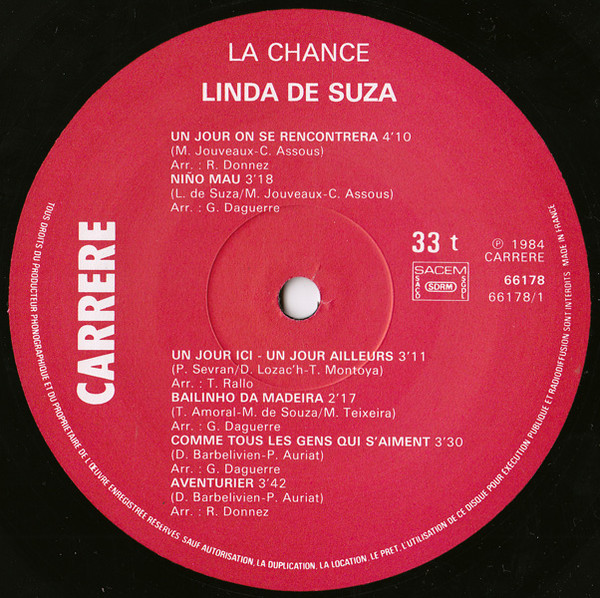 LA CHANCE
LINDA DE SUZA
UN JOUR ON SE RENCONTRERA 4'10
(M. Jouveaux-C. Assous)
Arr. : R. Donnez
NIÑO MAU 3'18
(L. de Suza/M. Jouveaux-C. Assous)
Arr. : G. Daguerre
CARRERE
33 t
℗ 1984
CARRERE
SACEM
SACD
SDRM
SGDL
66178
66178/1
UN JOUR ICI - UN JOUR AILLEURS 3'11
(P. Sevran/D. Lozac'h-T. Montoya)
Arr. : T. Rallo
BAILINHO DA MADEIRA 2'17
(T. Amoral-M. de Souza/M. Teixeira)
Arr. : G. Daguerre
COMME TOUS LES GENS QUI S'AIMENT 3'30
(D. Barbelivien-P. Auriat)
Arr. : G. Daguerre
AVENTURIER 3'42
(D. Barbelivien-P. Auriat)
Arr. : R. Donnez
TOUS DROITS DU PRODUCTEUR PHONOGRAPHIQUE ET DU PROPRIETAIRE DE L'ŒUVRE ENREGISTREE RESERVES. SAUF AUTORISATION, LA DUPLICATION, LA LOCATION, LE PRET, L'UTILISATION DE CE DISQUE POUR EXECUTION PUBLIQUE ET RADIODIFFUSION SONT INTERDITS MADE IN FRANCE